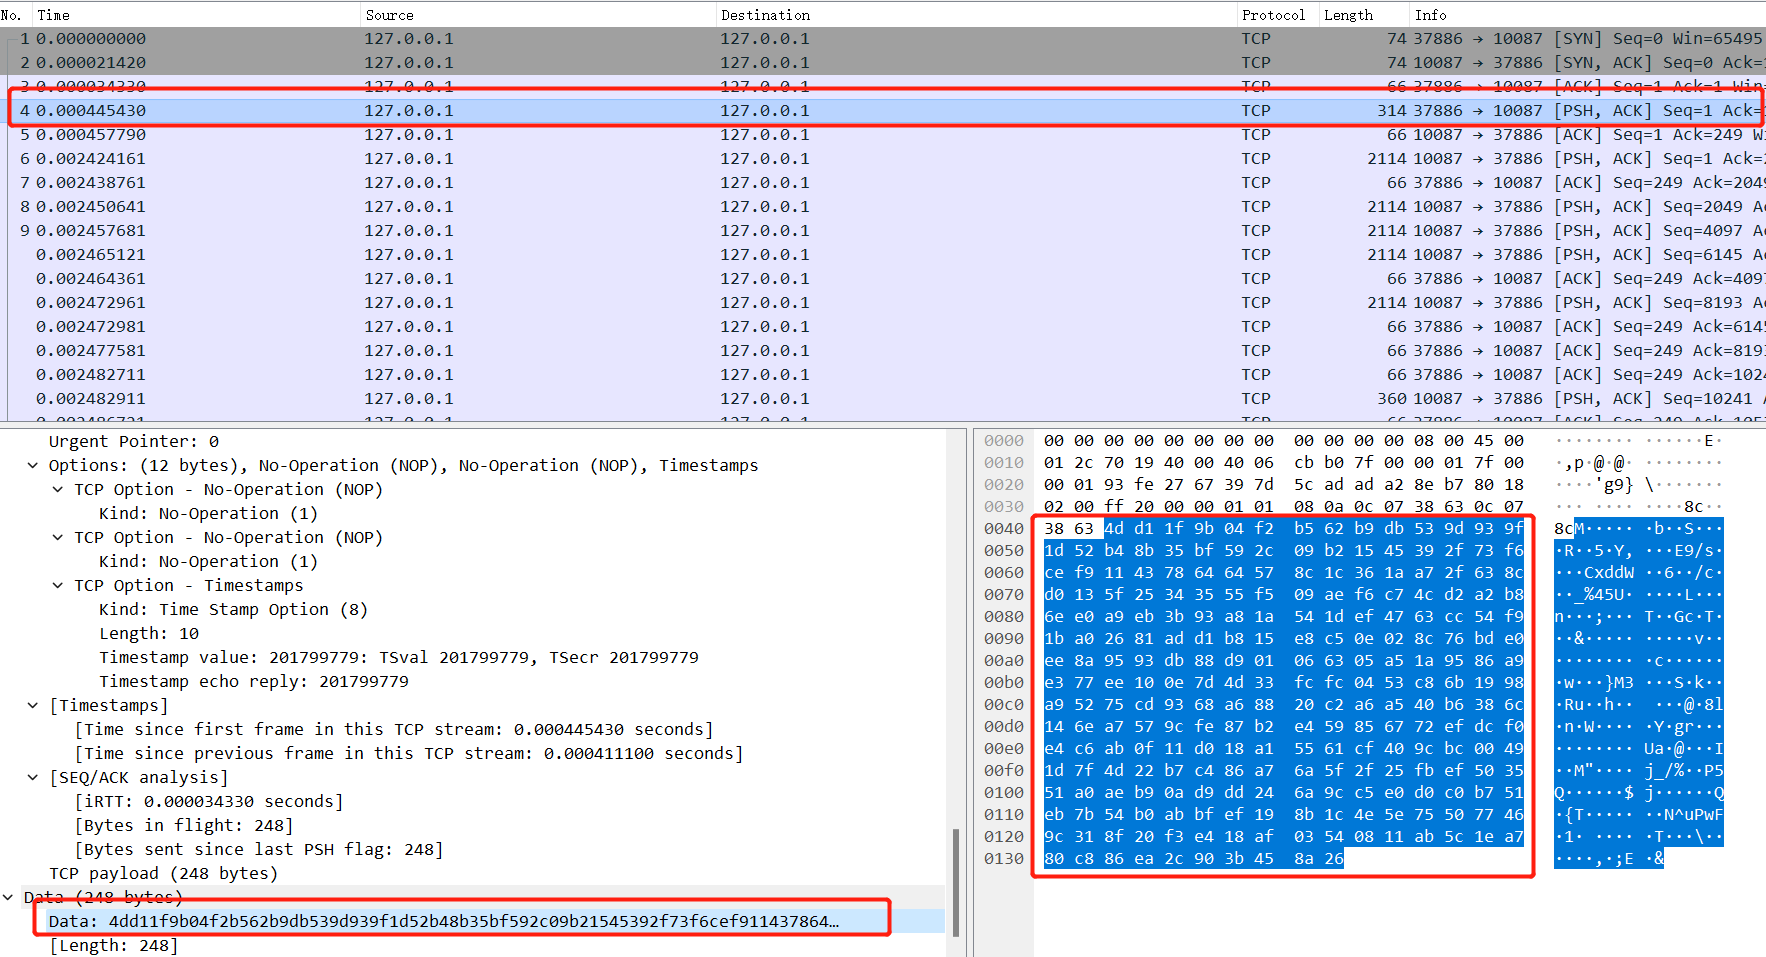 No. Time Source Destination Protocol Length Info
1 0.000000000 127.0.0.1 127.0.0.1 TCP 74 37886 → 10087 [SYN] Seq=0 Win=65495
2 0.000021420 127.0.0.1 127.0.0.1 TCP 74 10087 → 37886 [SYN, ACK] Seq=0 Ack=1
3 0.000034330 127.0.0.1 127.0.0.1 TCP 66 37886 → 10087 [ACK] Seq=1 Ack=1 Win=
4 0.000445430 127.0.0.1 127.0.0.1 TCP 314 37886 → 10087 [PSH, ACK] Seq=1 Ack=
5 0.000457790 127.0.0.1 127.0.0.1 TCP 66 10087 → 37886 [ACK] Seq=1 Ack=249 W
6 0.002424161 127.0.0.1 127.0.0.1 TCP 2114 10087 → 37886 [PSH, ACK] Seq=1 Ack=2
7 0.002438761 127.0.0.1 127.0.0.1 TCP 66 37886 → 10087 [ACK] Seq=249 Ack=2049
8 0.002450641 127.0.0.1 127.0.0.1 TCP 2114 10087 → 37886 [PSH, ACK] Seq=2049 A
9 0.002457681 127.0.0.1 127.0.0.1 TCP 2114 10087 → 37886 [PSH, ACK] Seq=4097 A
0.002465121 127.0.0.1 127.0.0.1 TCP 2114 10087 → 37886 [PSH, ACK] Seq=6145 A
0.002464361 127.0.0.1 127.0.0.1 TCP 66 37886 → 10087 [ACK] Seq=249 Ack=4097
0.002472961 127.0.0.1 127.0.0.1 TCP 2114 10087 → 37886 [PSH, ACK] Seq=8193 A
0.002472981 127.0.0.1 127.0.0.1 TCP 66 37886 → 10087 [ACK] Seq=249 Ack=6145
0.002477581 127.0.0.1 127.0.0.1 TCP 66 37886 → 10087 [ACK] Seq=249 Ack=8193
0.002482711 127.0.0.1 127.0.0.1 TCP 66 37886 → 10087 [ACK] Seq=249 Ack=1024
0.002482911 127.0.0.1 127.0.0.1 TCP 360 10087 → 37886 [PSH, ACK] Seq=10241 A
Urgent Pointer: 0
Options: (12 bytes), No-Operation (NOP), No-Operation (NOP), Timestamps
TCP Option - No-Operation (NOP)
Kind: No-Operation (1)
TCP Option - No-Operation (NOP)
Kind: No-Operation (1)
TCP Option - Timestamps
Kind: Time Stamp Option (8)
Length: 10
Timestamp value: 201799779: TSval 201799779, TSecr 201799779
Timestamp echo reply: 201799779
[Timestamps]
[Time since first frame in this TCP stream: 0.000445430 seconds]
[Time since previous frame in this TCP stream: 0.000411100 seconds]
[SEQ/ACK analysis]
[iRTT: 0.000034330 seconds]
[Bytes in flight: 248]
[Bytes sent since last PSH flag: 248]
TCP payload (248 bytes)
Data (248 bytes)
Data: 4dd11f9b04f2b562b9db539d939f1d52b48b35bf592c09b21545392f73f6cef911437864…
[Length: 248]
0000 00 00 00 00 00 00 00 00 00 00 00 00 08 00 45 00 ········ ······E·
0010 01 2c 70 19 40 00 40 06 cb b0 7f 00 00 01 7f 00 ·,p·@·@· ········
0020 00 01 93 fe 27 67 39 7d 5c ad ad a2 8e b7 80 18 ····'g9} \·······
0030 02 00 ff 20 00 00 01 01 08 0a 0c 07 38 63 0c 07 ··· ···· ····8c··
0040 38 63 4d d1 1f 9b 04 f2 b5 62 b9 db 53 9d 93 9f 8cM····· ·b··S···
0050 1d 52 b4 8b 35 bf 59 2c 09 b2 15 45 39 2f 73 f6 ·R··5·Y, ···E9/s·
0060 ce f9 11 43 78 64 64 57 8c 1c 36 1a a7 2f 63 8c ···CxddW ··6··/c·
0070 d0 13 5f 25 34 35 55 f5 09 ae f6 c7 4c d2 a2 b8 ··_%45U· ····L···
0080 6e e0 a9 eb 3b 93 a8 1a 54 1d ef 47 63 cc 54 f9 n···;··· T··Gc·T·
0090 1b a0 26 81 ad d1 b8 15 e8 c5 0e 02 8c 76 bd e0 ··&····· ·····v··
00a0 ee 8a 95 93 db 88 d9 01 06 63 05 a5 1a 95 86 a9 ········ ·c······
00b0 e3 77 ee 10 0e 7d 4d 33 fc fc 04 53 c8 6b 19 98 ·w···}M3 ···S·k··
00c0 a9 52 75 cd 93 68 a6 88 20 c2 a6 a5 40 b6 38 6c ·Ru··h·· ···@·8l
00d0 14 6e a7 57 9c fe 87 b2 e4 59 85 67 72 ef dc f0 ·n·W···· ·Y·gr···
00e0 e4 c6 ab 0f 11 d0 18 a1 55 61 cf 40 9c bc 00 49 ········ Ua·@···I
00f0 1d 7f 4d 22 b7 c4 86 a7 6a 5f 2f 25 fb ef 50 35 ··M"···· j_/%··P5
0100 51 a0 ae b9 0a d9 dd 24 6a 9c c5 e0 d0 c0 b7 51 Q······$ j······Q
0110 eb 7b 54 b0 ab bf ef 19 8b 1c 4e 5e 75 50 77 46 ·{T····· ··N^uPwF
0120 9c 31 8f 20 f3 e4 18 af 03 54 08 11 ab 5c 1e a7 ·1· ···· ·T···\··
0130 80 c8 86 ea 2c 90 3b 45 8a 26 ····,·;E ·&